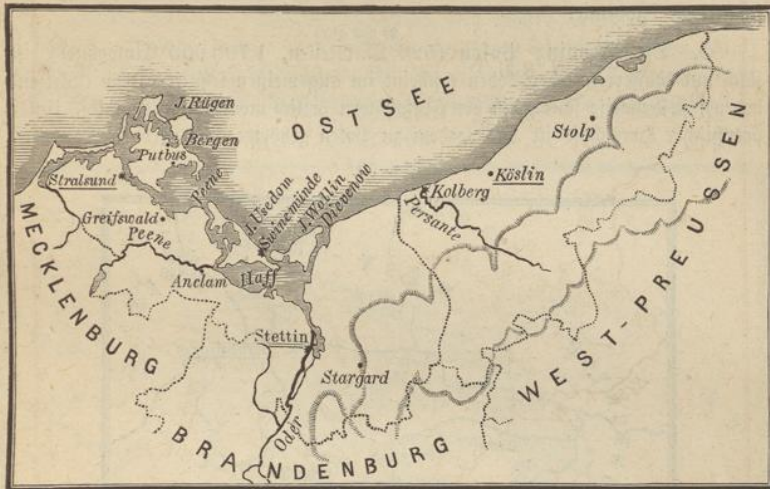 J. Rügen
OSTSEE
Bergen
Putbus
Stolp
Stralsund
Köslin
Kolberg
Persante
Peene
J. Usedom
Swinemünde
J. Wollin
Dievenow
Greifswald
Peene
Anclam
Haff
MECKLENBURG
Stettin
Stargard
Oder
WEST-PREUSSEN
BRANDENBURG